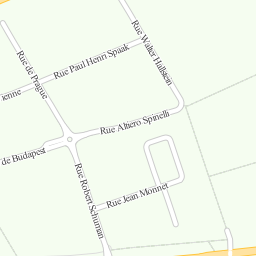 Rue Walter Hallstein
Rue Paul Henri Spaak
Rue de Prague
ienne
Rue Altiero Spinelli
de Budapest
Rue Robert Schuman
Rue Jean Monnet